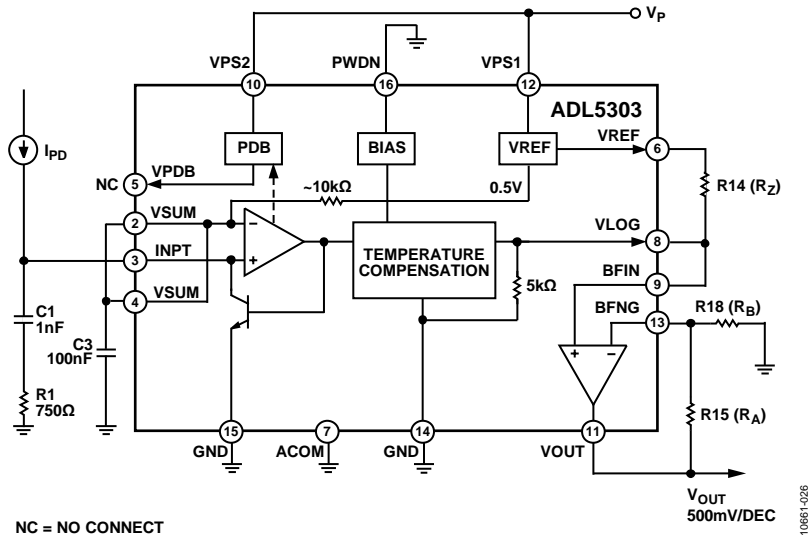 V_P
VPS2
PWDN
VPS1
10
16
12
ADL5303
VREF
6
I_PD
PDB
BIAS
VREF
NC
5
VPDB
~10kΩ
0.5V
R14 (R_Z)
2
VSUM
VLOG
8
3
INPT
TEMPERATURE
COMPENSATION
BFIN
9
4
VSUM
5kΩ
BFNG
13
R18 (R_B)
C1
1nF
C3
100nF
R1
750Ω
R15 (R_A)
15
7
14
11
GND
ACOM
GND
VOUT
V_OUT
500mV/DEC
NC = NO CONNECT
10661-026